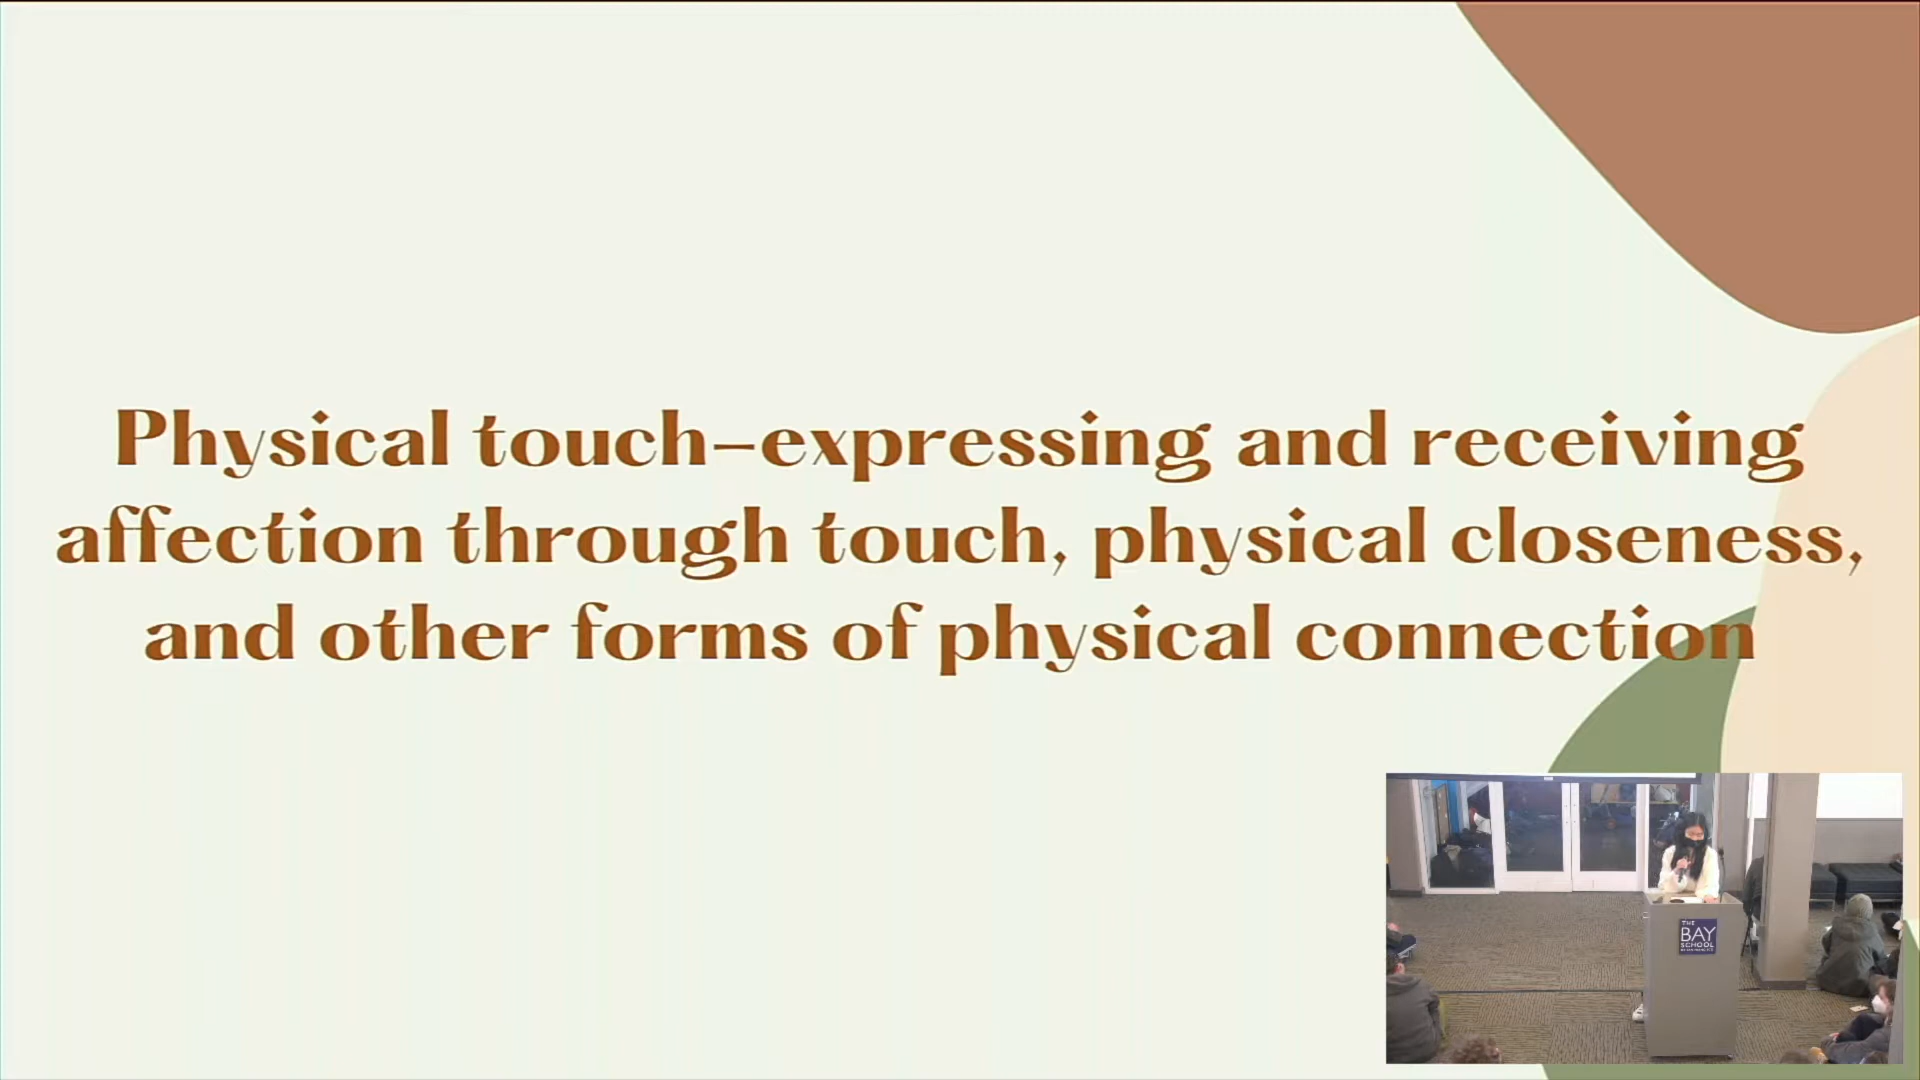 Physical touch–expressing and receiving
affection through touch, physical closeness,
and other forms of physical connection
THE
BAY
SCHOOL